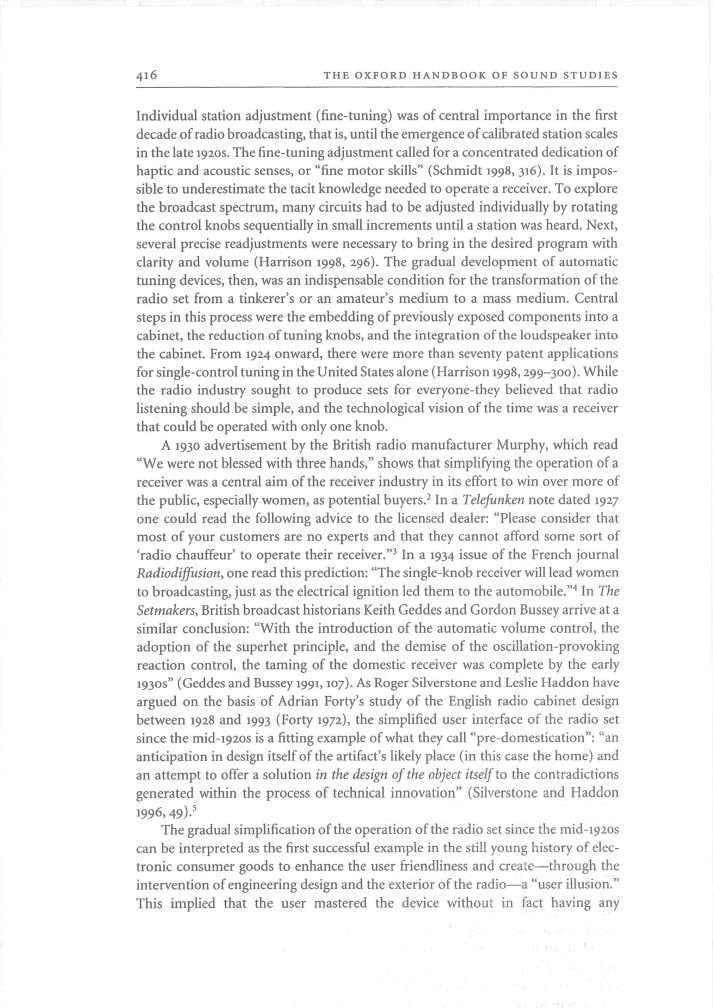 416 THE OXFORD HANDBOOK OF SOUND STUDIES
Individual station adjustment (fine-tuning) was of central importance in the first
decade of radio broadcasting, that is, until the emergence of calibrated station scales
in the late 1920s. The fine-tuning adjustment called for a concentrated dedication of
haptic and acoustic senses, or “fine motor skills” (Schmidt 1998, 316). It is impos-
sible to underestimate the tacit knowledge needed to operate a receiver. To explore
the broadcast spectrum, many circuits had to be adjusted individually by rotating
the control knobs sequentially in small increments until a station was heard. Next,
several precise readjustments were necessary to bring in the desired program with
clarity and volume (Harrison 1998, 296). The gradual development of automatic
tuning devices, then, was an indispensable condition for the transformation of the
radio set from a tinkerer’s or an amateur’s medium to a mass medium. Central
steps in this process were the embedding of previously exposed components into a
cabinet, the reduction of tuning knobs, and the integration of the loudspeaker into
the cabinet. From 1924 onward, there were more than seventy patent applications
for single-control tuning in the United States alone (Harrison 1998, 299–300). While
the radio industry sought to produce sets for everyone-they believed that radio
listening should be simple, and the technological vision of the time was a receiver
that could be operated with only one knob.
A 1930 advertisement by the British radio manufacturer Murphy, which read
“We were not blessed with three hands,” shows that simplifying the operation of a
receiver was a central aim of the receiver industry in its effort to win over more of
the public, especially women, as potential buyers.² In a Telefunken note dated 1927
one could read the following advice to the licensed dealer: “Please consider that
most of your customers are no experts and that they cannot afford some sort of
‘radio chauffeur’ to operate their receiver.”³ In a 1934 issue of the French journal
Radiodiffusion, one read this prediction: “The single-knob receiver will lead women
to broadcasting, just as the electrical ignition led them to the automobile.”⁴ In The
Setmakers, British broadcast historians Keith Geddes and Gordon Bussey arrive at a
similar conclusion: “With the introduction of the automatic volume control, the
adoption of the superhet principle, and the demise of the oscillation-provoking
reaction control, the taming of the domestic receiver was complete by the early
1930s” (Geddes and Bussey 1991, 107). As Roger Silverstone and Leslie Haddon have
argued on the basis of Adrian Forty’s study of the English radio cabinet design
between 1928 and 1993 (Forty 1972), the simplified user interface of the radio set
since the mid-1920s is a fitting example of what they call “pre-domestication”: “an
anticipation in design itself of the artifact’s likely place (in this case the home) and
an attempt to offer a solution in the design of the object itself to the contradictions
generated within the process of technical innovation” (Silverstone and Haddon
1996, 49).⁵
The gradual simplification of the operation of the radio set since the mid-1920s
can be interpreted as the first successful example in the still young history of elec-
tronic consumer goods to enhance the user friendliness and create—through the
intervention of engineering design and the exterior of the radio—a “user illusion.”
This implied that the user mastered the device without in fact having any